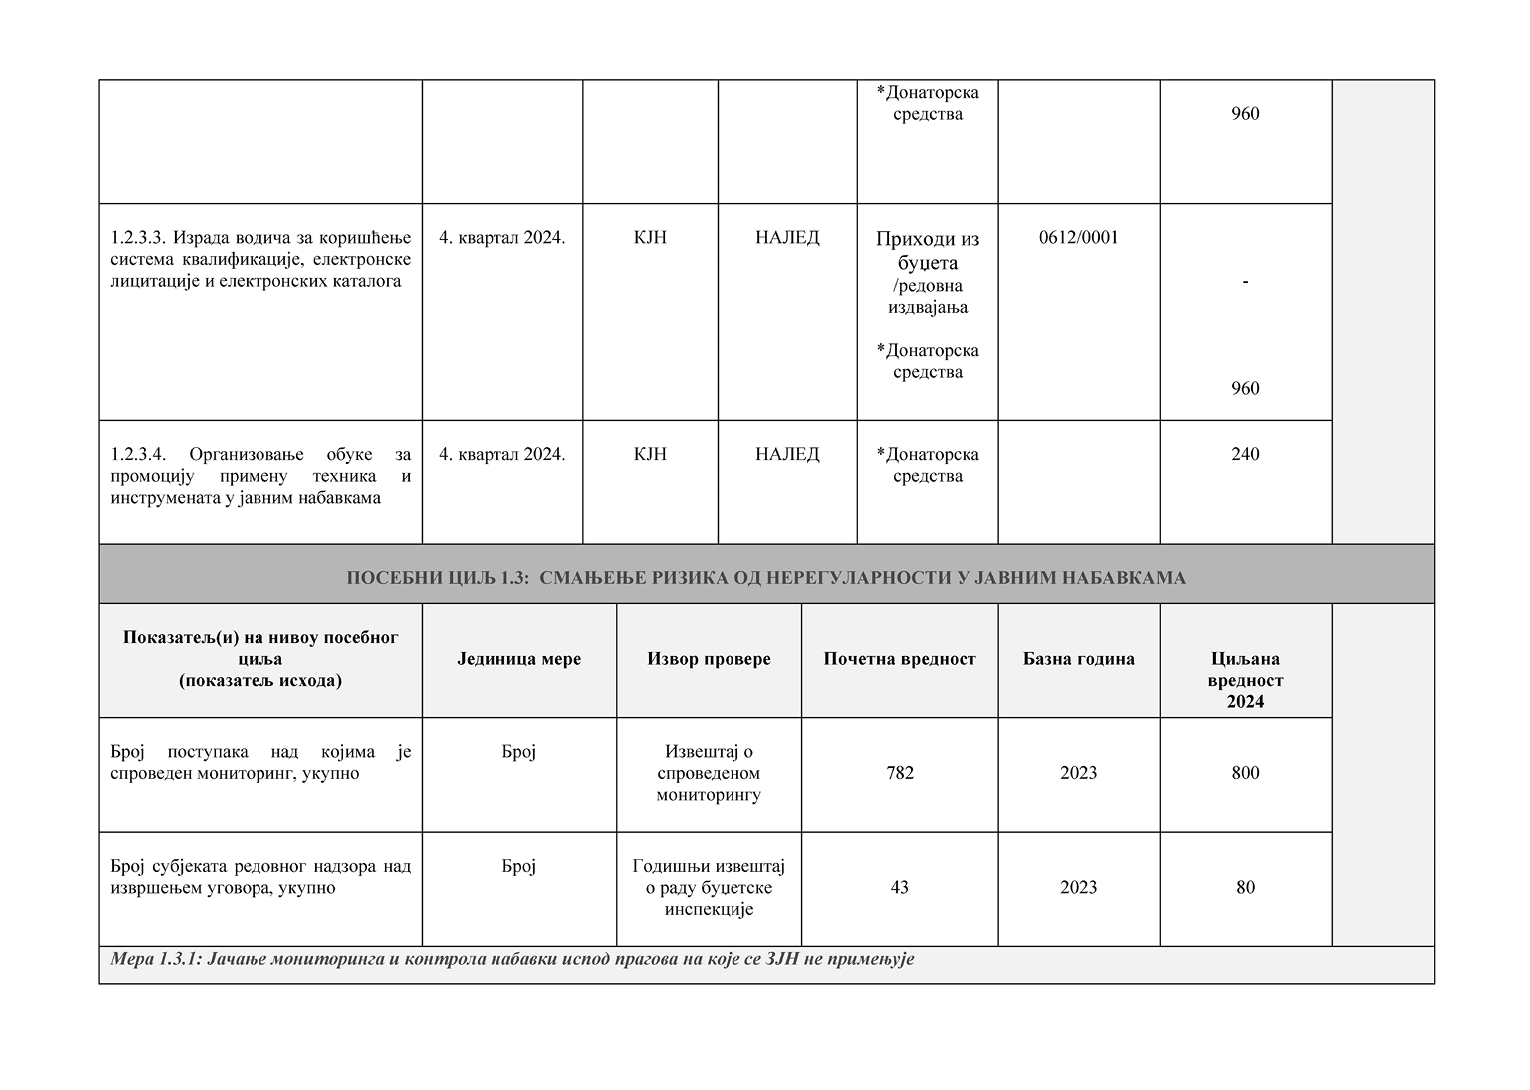 *Донаторска
средства
960
1.2.3.3. Израда водича за коришћење
система квалификације, електронске
лицитације и електронских каталога
4. квартал 2024.
КЈН
НАЛЕД
Приходи из
буџета
/редовна
издвајања
*Донаторска
средства
0612/0001
-
960
1.2.3.4. Организовање обуке за
промоцију примену техника и
инструмената у јавним набавкама
4. квартал 2024.
КЈН
НАЛЕД
*Донаторска
средства
240
ПОСЕБНИ ЦИЉ 1.3: СМАЊЕЊЕ РИЗИКА ОД НЕРЕГУЛАРНОСТИ У ЈАВНИМ НАБАВКАМА
Показатељ(и) на нивоу посебног
циља
(показатељ исхода)
Јединица мере
Извор провере
Почетна вредност
Базна година
Циљана
вредност
2024
Број поступака над којима је
спроведен мониторинг, укупно
Број
Извештај о
спроведеном
мониторингу
782
2023
800
Број субјеката редовног надзора над
извршењем уговора, укупно
Број
Годишњи извештај
о раду буџетске
инспекције
43
2023
80
Мера 1.3.1: Јачање мониторинга и контрола набавки испод прагова на које се ЗЈН не примењује